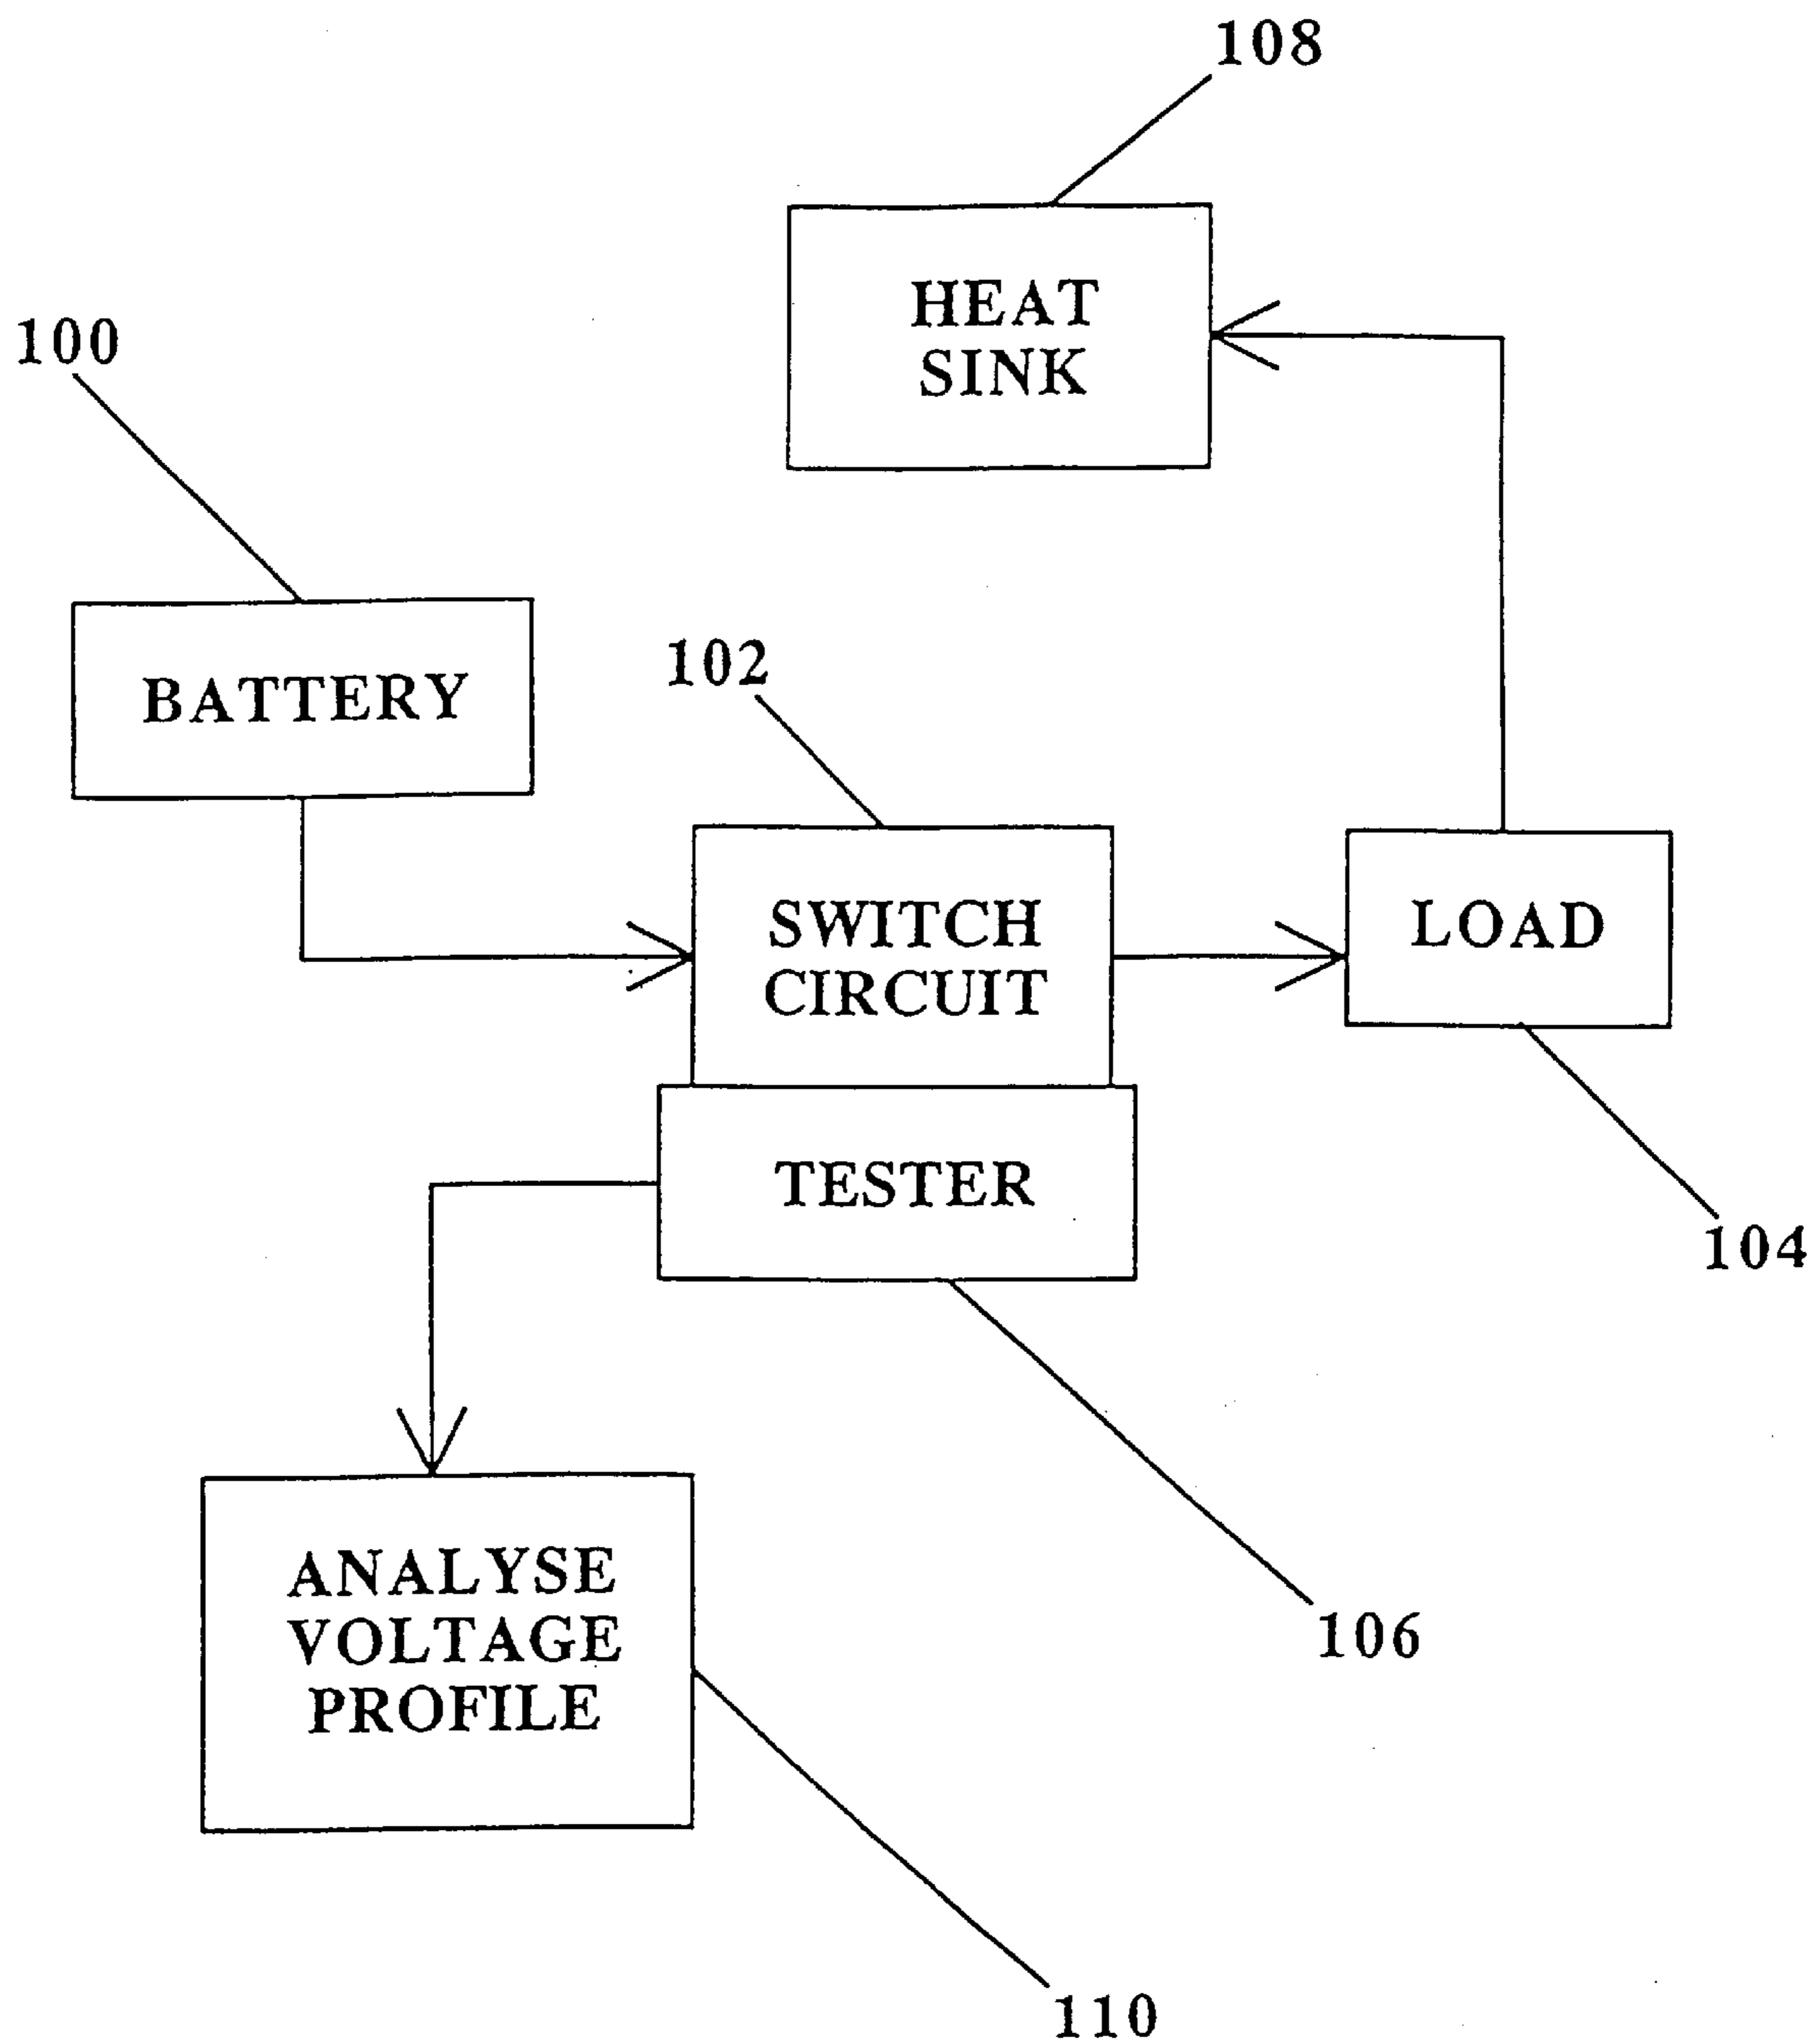 108
HEAT
SINK
100
BATTERY
102
SWITCH
CIRCUIT
LOAD
TESTER
104
ANALYSE
VOLTAGE
PROFILE
106
110